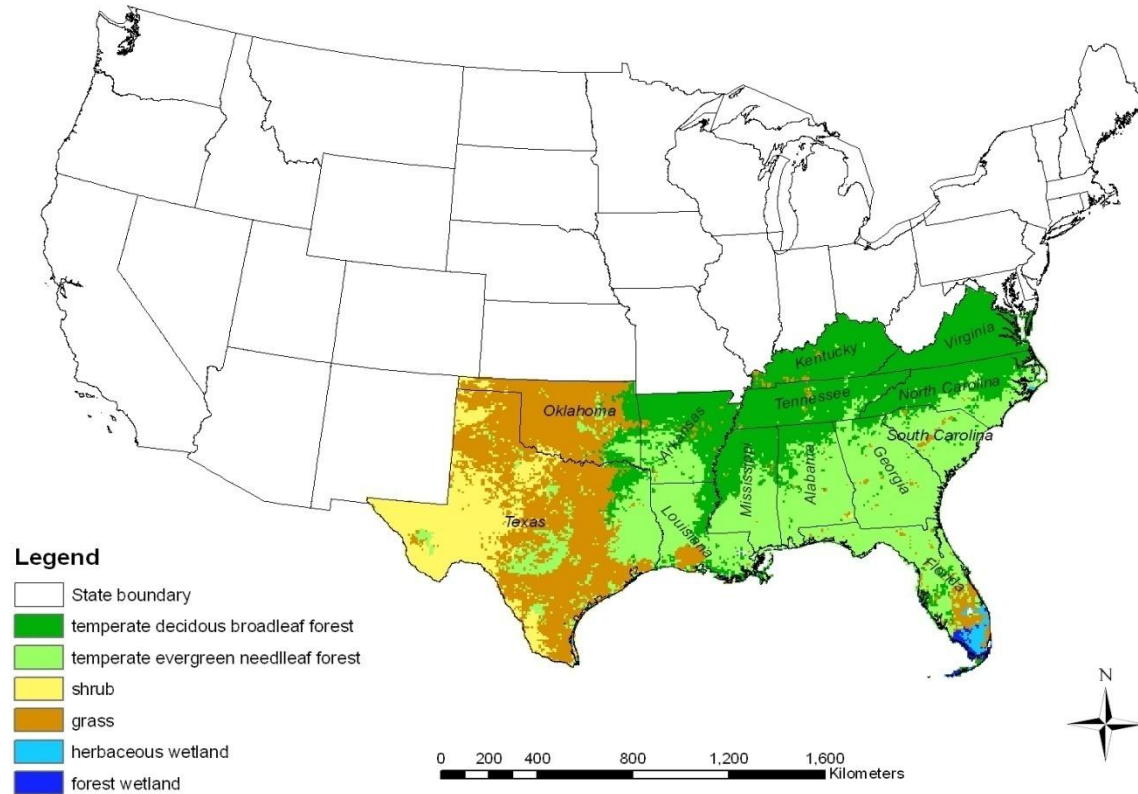 Kentucky
Virginia
Tennessee
North Carolina
Oklahoma
Arkansas
South Carolina
Mississippi
Alabama
Georgia
Texas
Louisiana
Florida
Legend
State boundary
temperate decidous broadleaf forest
temperate evergreen needlleaf forest
shrub
grass
herbaceous wetland
forest wetland
N
0 200 400 800 1,200 1,600
Kilometers